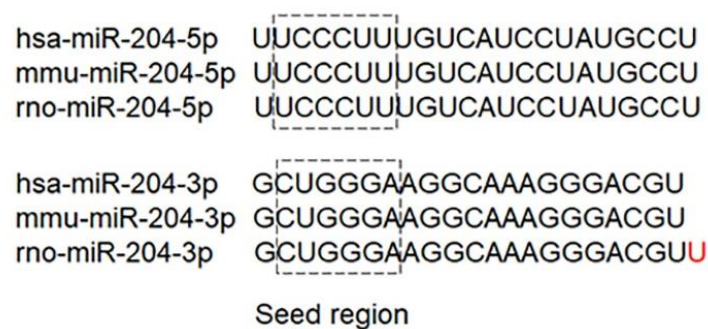 hsa-miR-204-5p UUCCCUUUGUCAUCCUAUGCCU
mmu-miR-204-5p UUCCCUUUGUCAUCCUAUGCCU
rno-miR-204-5p UUCCCUUUGUCAUCCUAUGCCU
hsa-miR-204-3p GCUGGGAAGGCAAAGGGACGU
mmu-miR-204-3p GCUGGGAAGGCAAAGGGACGU
rno-miR-204-3p GCUGGGAAGGCAAAGGGACGUU
Seed region